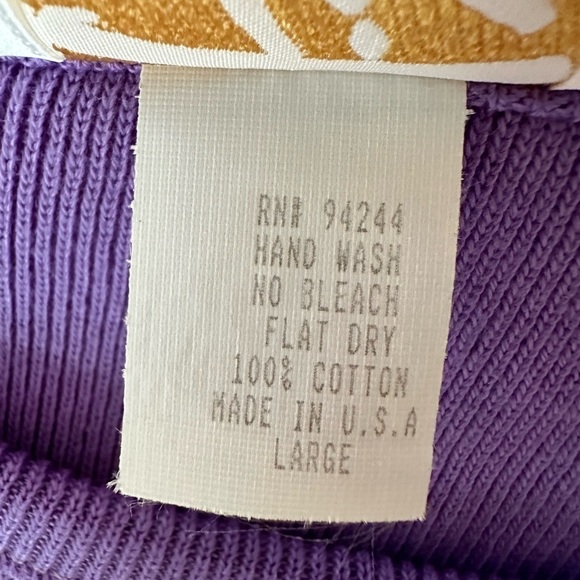 RN# 94244
HAND WASH
NO BLEACH
FLAT DRY
100% COTTON
MADE IN U.S.A
LARGE